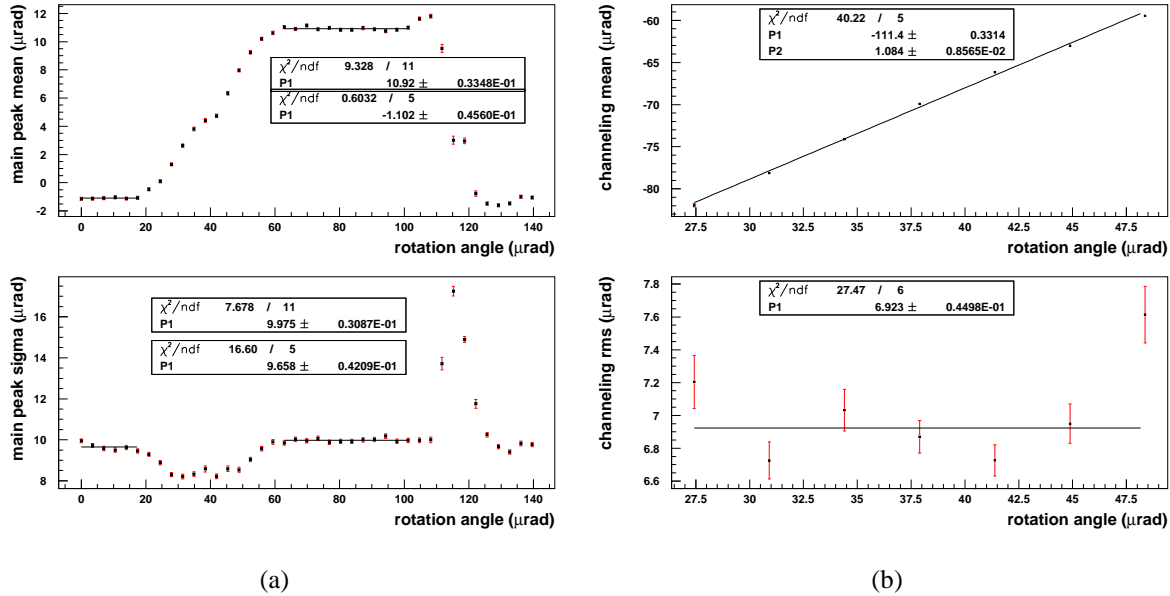 main peak mean (μrad)
12
10
8
6
4
2
0
-2
χ²/ndf 9.328 / 11
P1 10.92 ± 0.3348E-01
χ²/ndf 0.6032 / 5
P1 -1.102 ± 0.4560E-01
0 20 40 60 80 100 120 140
rotation angle (μrad)
channeling mean (μrad)
-60
-65
-70
-75
-80
χ²/ndf 40.22 / 5
P1 -111.4 ± 0.3314
P2 1.084 ± 0.8565E-02
27.5 30 32.5 35 37.5 40 42.5 45 47.5
rotation angle (μrad)
main peak sigma (μrad)
16
14
12
10
8
χ²/ndf 7.678 / 11
P1 9.975 ± 0.3087E-01
χ²/ndf 16.60 / 5
P1 9.658 ± 0.4209E-01
0 20 40 60 80 100 120 140
rotation angle (μrad)
channeling rms (μrad)
7.8
7.6
7.4
7.2
7
6.8
6.6
χ²/ndf 27.47 / 6
P1 6.923 ± 0.4498E-01
27.5 30 32.5 35 37.5 40 42.5 45 47.5
rotation angle (μrad)
(a)
(b)